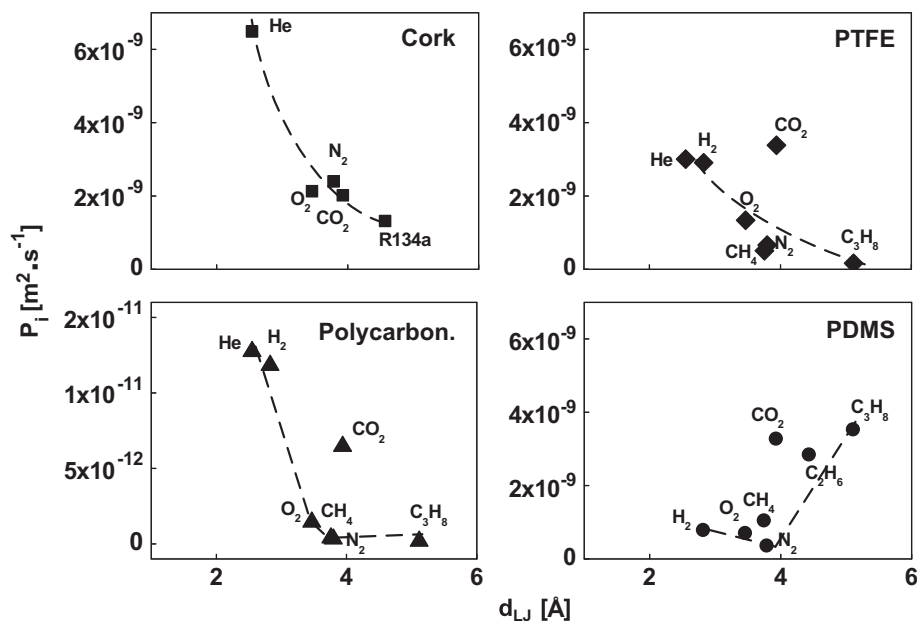 Cork
PTFE
He
N₂
O₂
CO₂
R134a
6x10⁻⁹
4x10⁻⁹
2x10⁻⁹
0
He
H₂
CO₂
O₂
CH₄
N₂
C₃H₈
6x10⁻⁹
4x10⁻⁹
2x10⁻⁹
0
Pᵢ [m².s⁻¹]
Polycarbon.
PDMS
He
H₂
CO₂
O₂
CH₄
N₂
C₃H₈
2x10⁻¹¹
1x10⁻¹¹
5x10⁻¹²
0
2 4 6
H₂
O₂
CH₄
N₂
CO₂
C₂H₆
C₃H₈
6x10⁻⁹
4x10⁻⁹
2x10⁻⁹
0
2 4 6
d_LJ [Å]